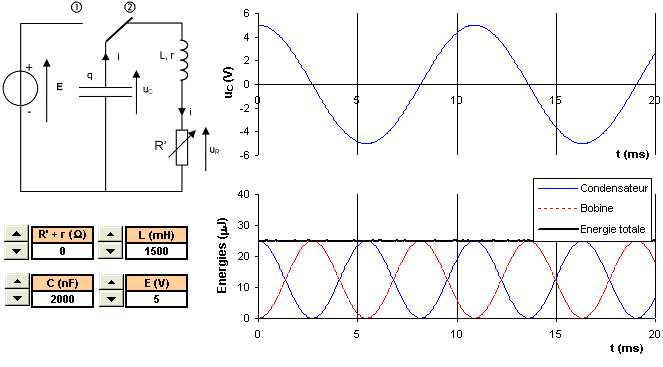 ① ②
+
-
E
q
i
u_C
L, r
i
R'
u_R'
R' + r (Ω)
0
L (mH)
1500
C (nF)
2000
E (V)
5
u_C (V)
6
4
2
0
-2
-4
-6
0 5 10 15 20
t (ms)
Energies (µJ)
40
30
20
10
0
0 5 10 15 20
t (ms)
Condensateur
Bobine
Energie totale